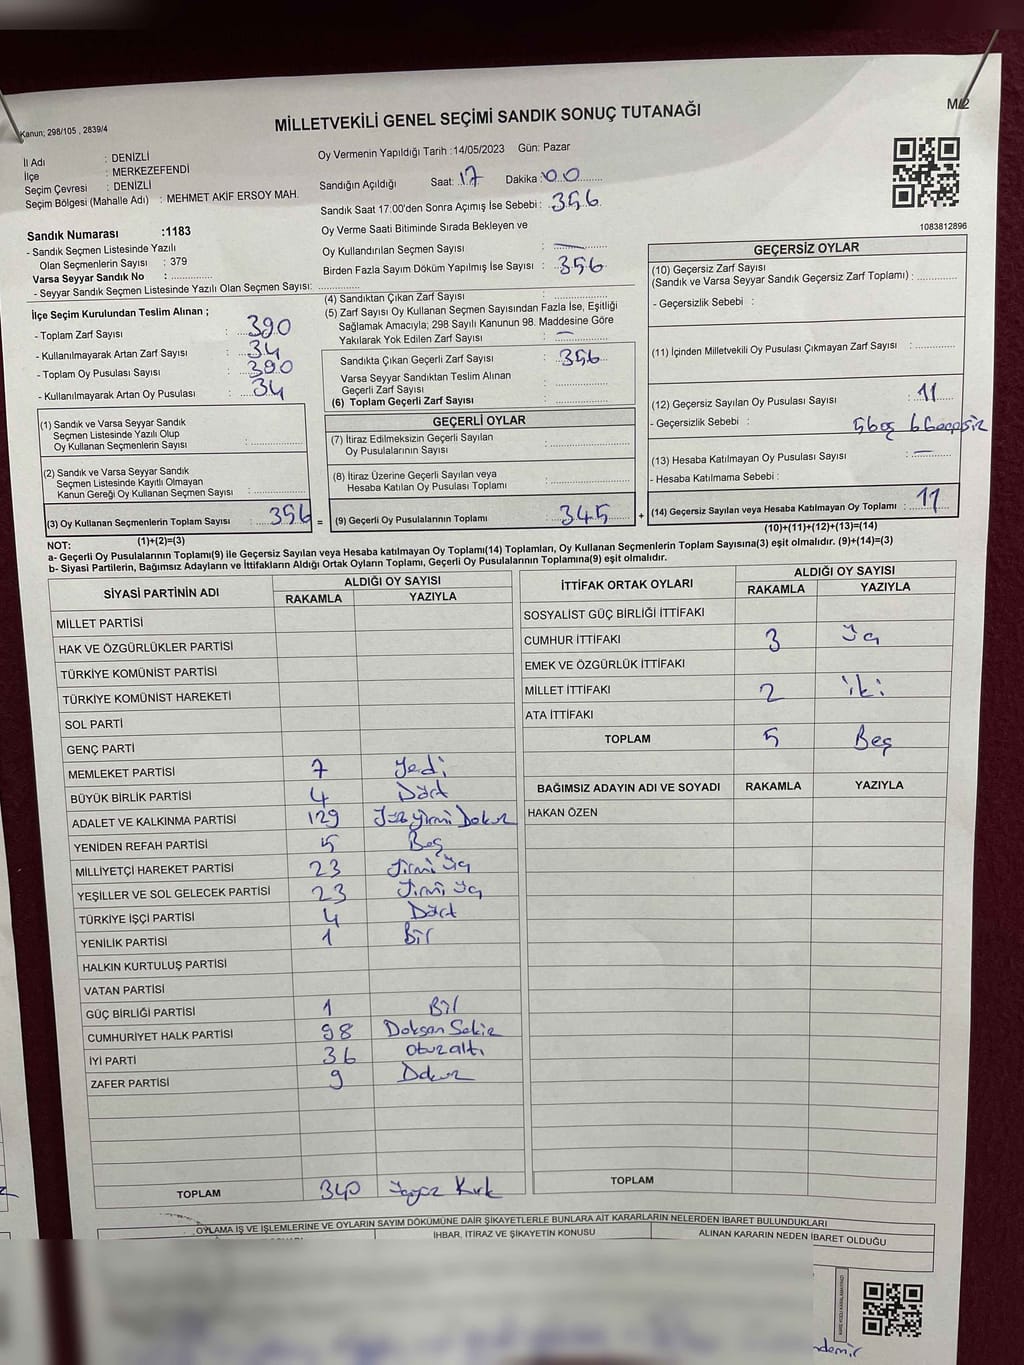 Kanun; 298/105 , 2839/4
MİLLETVEKİLİ GENEL SEÇİMİ SANDIK SONUÇ TUTANAĞI
M/2
İl Adı : DENİZLİ
İlçe : MERKEZEFENDİ
Seçim Çevresi : DENİZLİ
Seçim Bölgesi (Mahalle Adı) : MEHMET AKİF ERSOY MAH.
Oy Vermenin Yapıldığı Tarih :14/05/2023 Gün: Pazar
Sandığın Açıldığı Saat: 17 Dakika : 00
Sandık Saat 17:00'den Sonra Açımış İse Sebebi : 356
Oy Verme Saati Bitiminde Sırada Bekleyen ve
Oy Kullandırılan Seçmen Sayısı : —
Birden Fazla Sayım Döküm Yapılmış İse Sayısı : 356
1083812896
Sandık Numarası :1183
- Sandık Seçmen Listesinde Yazılı
Olan Seçmenlerin Sayısı : 379
Varsa Seyyar Sandık No :
- Seyyar Sandık Seçmen Listesinde Yazılı Olan Seçmen Sayısı:
İlçe Seçim Kurulundan Teslim Alınan ;
- Toplam Zarf Sayısı : 390
- Kullanılmayarak Artan Zarf Sayısı : 34
- Toplam Oy Pusulası Sayısı : 390
- Kullanılmayarak Artan Oy Pusulası : 34
(4) Sandıktan Çıkan Zarf Sayısı :
(5) Zarf Sayısı Oy Kullanan Seçmen Sayısından Fazla İse, Eşitliği
Sağlamak Amacıyla; 298 Sayılı Kanunun 98. Maddesine Göre
Yakılarak Yok Edilen Zarf Sayısı : —
Sandıkta Çıkan Geçerli Zarf Sayısı : 356
Varsa Seyyar Sandıktan Teslim Alınan
Geçerli Zarf Sayısı :
(6) Toplam Geçerli Zarf Sayısı :
GEÇERSİZ OYLAR
(10) Geçersiz Zarf Sayısı
(Sandık ve Varsa Seyyar Sandık Geçersiz Zarf Toplamı) :
- Geçersizlik Sebebi :
(11) İçinden Milletvekili Oy Pusulası Çıkmayan Zarf Sayısı :
(12) Geçersiz Sayılan Oy Pusulası Sayısı : 11
- Geçersizlik Sebebi : 5 boş 6
(13) Hesaba Katılmayan Oy Pusulası Sayısı : —
- Hesaba Katılmama Sebebi :
(14) Geçersiz Sayılan veya Hesaba Katılmayan Oy Toplamı : 11
(10)+(11)+(12)+(13)=(14)
(1) Sandık ve Varsa Seyyar Sandık
Seçmen Listesinde Yazılı Olup
Oy Kullanan Seçmenlerin Sayısı :
(2) Sandık ve Varsa Seyyar Sandık
Seçmen Listesinde Kayıtlı Olmayan
Kanun Gereği Oy Kullanan Seçmen Sayısı :
(3) Oy Kullanan Seçmenlerin Toplam Sayısı : 356 =
(1)+(2)=(3)
GEÇERLİ OYLAR
(7) İtiraz Edilmeksizin Geçerli Sayılan
Oy Pusulalarının Sayısı :
(8) İtiraz Üzerine Geçerli Sayılan veya
Hesaba Katılan Oy Pusulası Toplamı :
(9) Geçerli Oy Pusulalarının Toplamı : 345 +
NOT:
a- Geçerli Oy Pusulalarının Toplamı(9) ile Geçersiz Sayılan veya Hesaba katılmayan Oy Toplamı(14) Toplamları, Oy Kullanan Seçmenlerin Toplam Sayısına(3) eşit olmalıdır. (9)+(14)=(3)
b- Siyasi Partilerin, Bağımsız Adayların ve İttifakların Aldığı Ortak Oyların Toplamı, Geçerli Oy Pusulalarının Toplamına(9) eşit olmalıdır.
SİYASİ PARTİNİN ADI ALDIĞI OY SAYISI
RAKAMLA YAZIYLA
MİLLET PARTİSİ
HAK VE ÖZGÜRLÜKLER PARTİSİ
TÜRKİYE KOMÜNİST PARTİSİ
TÜRKİYE KOMÜNİST HAREKETİ
SOL PARTİ
GENÇ PARTİ
MEMLEKET PARTİSİ 7 Yedi
BÜYÜK BİRLİK PARTİSİ 4 Dört
ADALET VE KALKINMA PARTİSİ 129 Yüz yirmi Dokuz
YENİDEN REFAH PARTİSİ 5 Beş
MİLLİYETÇİ HAREKET PARTİSİ 23 Yirmi üç
YEŞİLLER VE SOL GELECEK PARTİSİ 23 Yirmi üç
TÜRKİYE İŞÇİ PARTİSİ 4 Dört
YENİLİK PARTİSİ 1 Bir
HALKIN KURTULUŞ PARTİSİ
VATAN PARTİSİ
GÜÇ BİRLİĞİ PARTİSİ 1 Bir
CUMHURİYET HALK PARTİSİ 98 Doksan Sekiz
İYİ PARTİ 36 otuzaltı
ZAFER PARTİSİ 9 Dokuz
TOPLAM 340 üçyüz Kırk
İTTİFAK ORTAK OYLARI ALDIĞI OY SAYISI
RAKAMLA YAZIYLA
SOSYALİST GÜÇ BİRLİĞİ İTTİFAKI
CUMHUR İTTİFAKI 3 üç
EMEK VE ÖZGÜRLÜK İTTİFAKI
MİLLET İTTİFAKI 2 iki
ATA İTTİFAKI
TOPLAM 5 Beş
BAĞIMSIZ ADAYIN ADI VE SOYADI RAKAMLA YAZIYLA
HAKAN ÖZEN
TOPLAM
OYLAMA İŞ VE İŞLEMLERİNE VE OYLARIN SAYIM DÖKÜMÜNE DAİR ŞİKAYETLERLE BUNLARA AİT KARARLARIN NELERDEN İBARET BULUNDUKLARI
İHBAR, İTİRAZ VE ŞİKAYETİN KONUSU ALINAN KARARIN NEDEN İBARET OLDUĞU